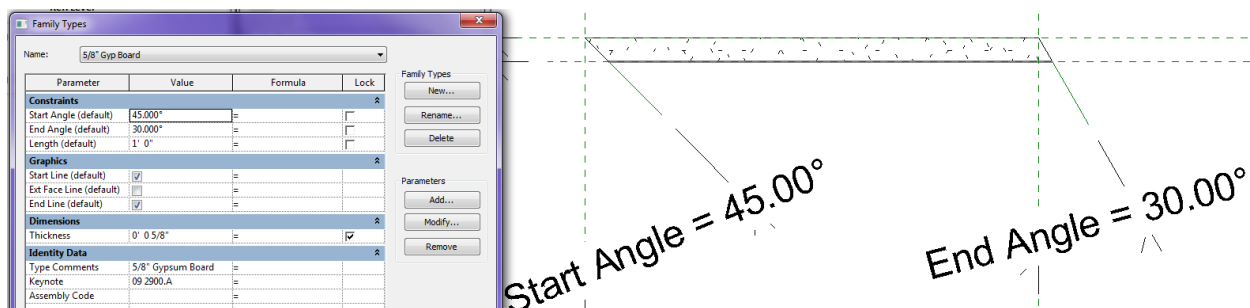 Family Types
Name: 5/8" Gyp Board
Parameter Value Formula Lock
Constraints
Start Angle (default) 45.000° =
End Angle (default) 30.000° =
Length (default) 1' 0" =
Graphics
Start Line (default) =
Ext Face Line (default) =
End Line (default) =
Dimensions
Thickness 0' 0 5/8" =
Identity Data
Type Comments 5/8" Gypsum Board =
Keynote 09 2900.A =
Assembly Code =
Family Types
New...
Rename...
Delete
Parameters
Add...
Modify...
Remove
Start Angle = 45.00°
End Angle = 30.00°